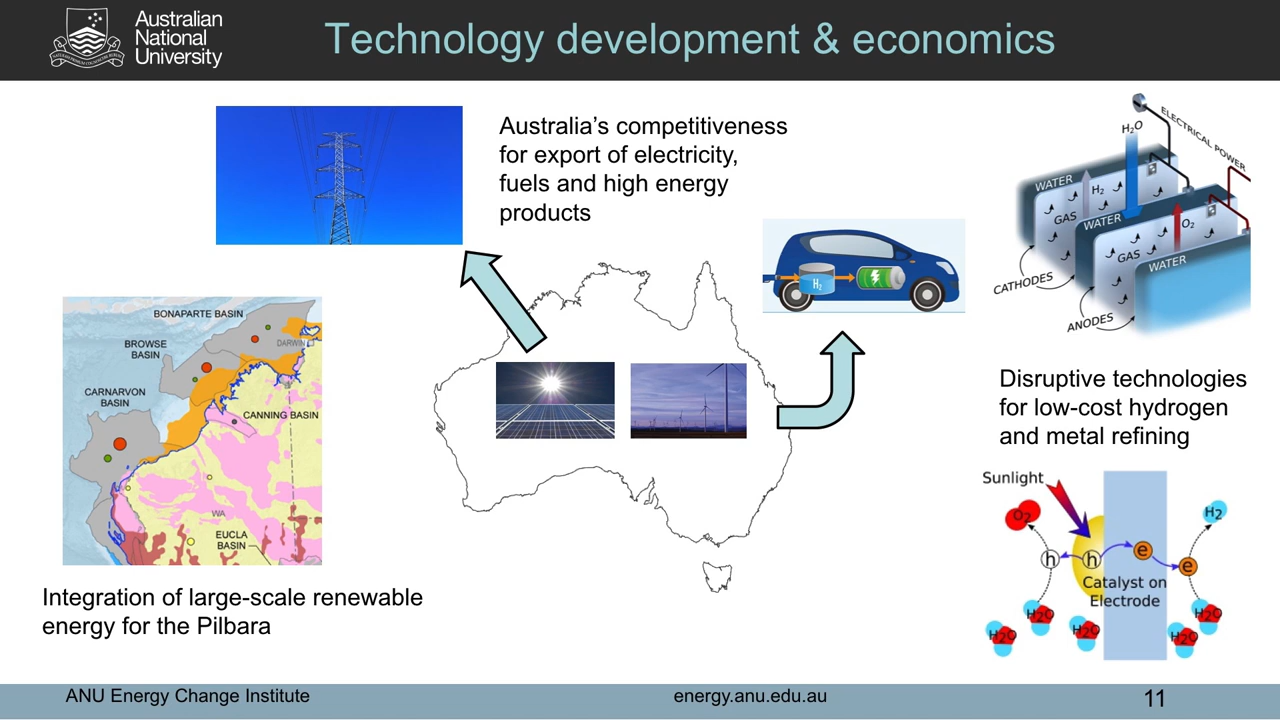 Australian
National
University
Technology development & economics
Australia's competitiveness
for export of electricity,
fuels and high energy
products
H2
ELECTRICAL POWER
H₂O
WATER
H₂
GAS
WATER
O₂
GAS
WATER
CATHODES
ANODES
BONAPARTE BASIN
DARWIN
BROWSE
BASIN
CARNARVON
BASIN
CANNING BASIN
WA
EUCLA
BASIN
Integration of large-scale renewable
energy for the Pilbara
Disruptive technologies
for low-cost hydrogen
and metal refining
Sunlight
O2
H2
h
h
e
e
Catalyst on
Electrode
H2O
H2O
H2O
H2O
H2O
ANU Energy Change Institute
energy.anu.edu.au
11